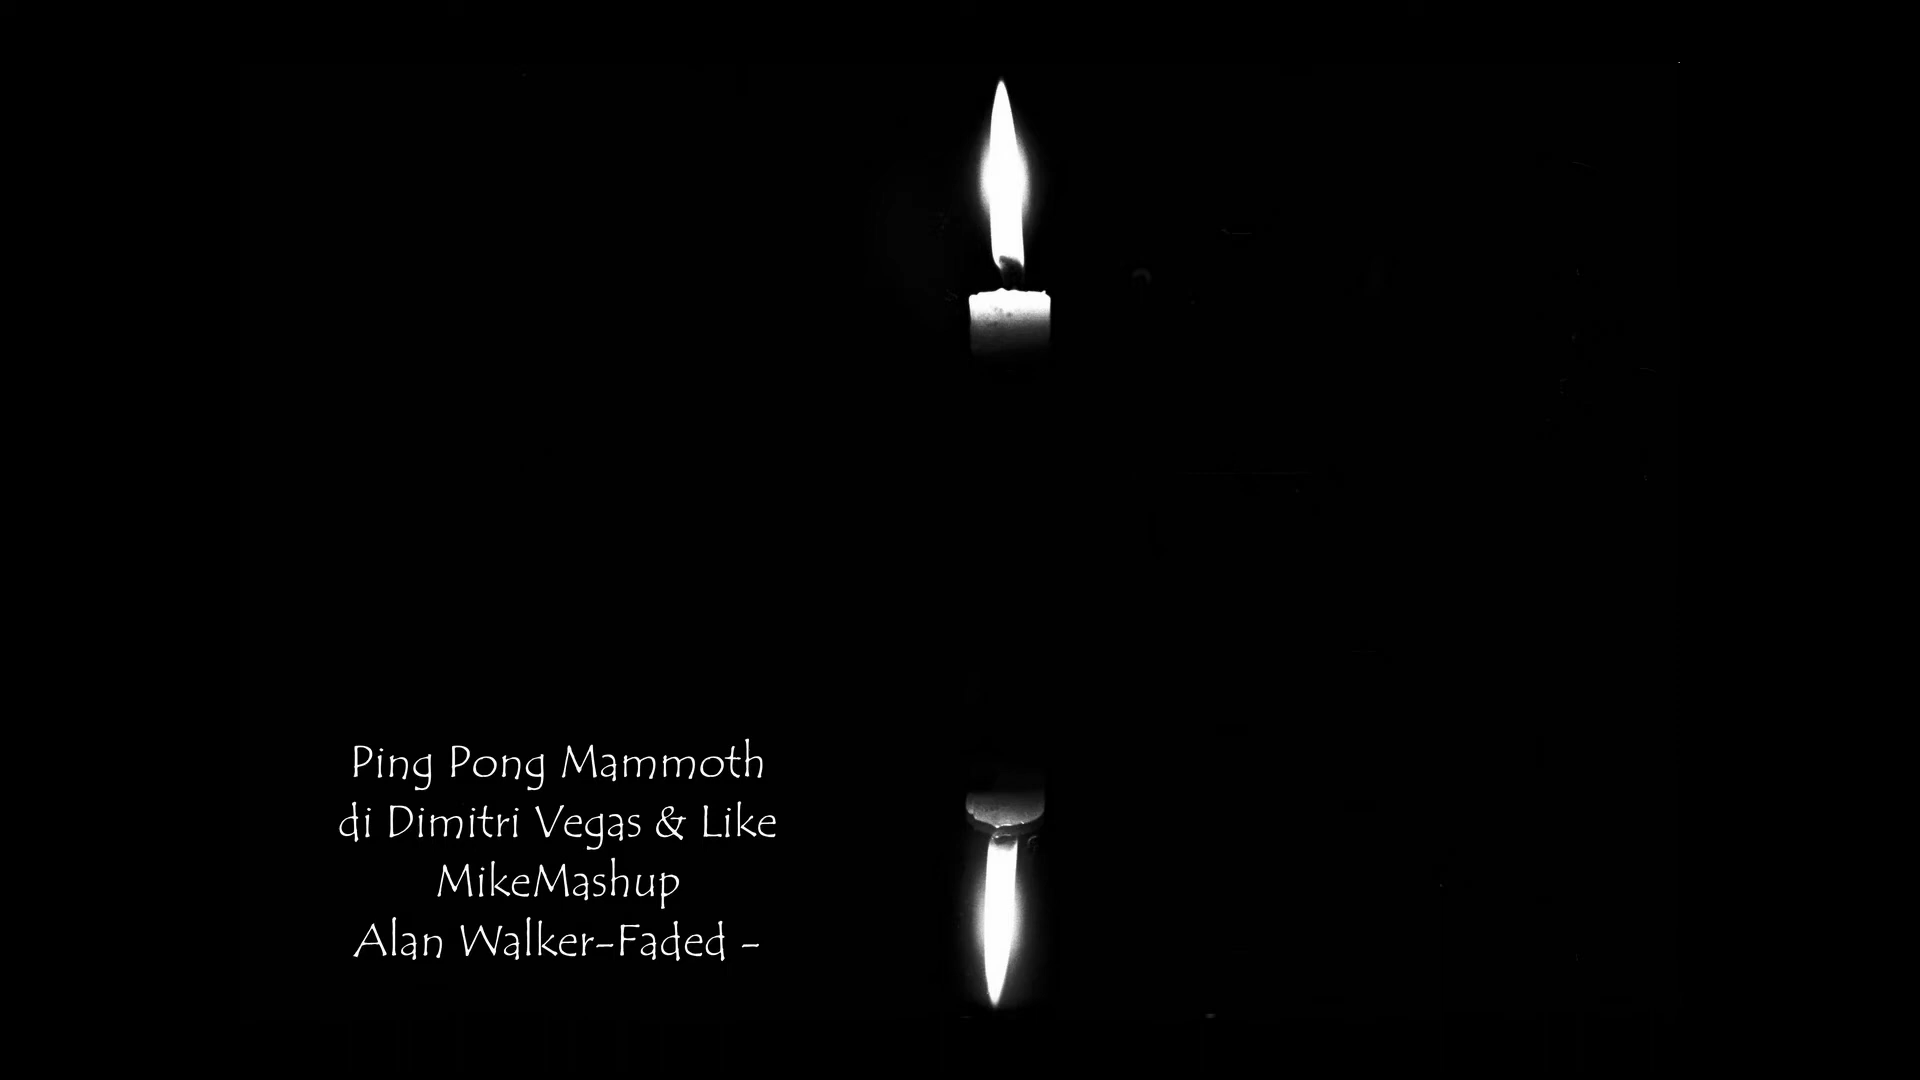 Ping Pong Mammoth
di Dimitri Vegas & Like
MikeMashup
Alan Walker-Faded -